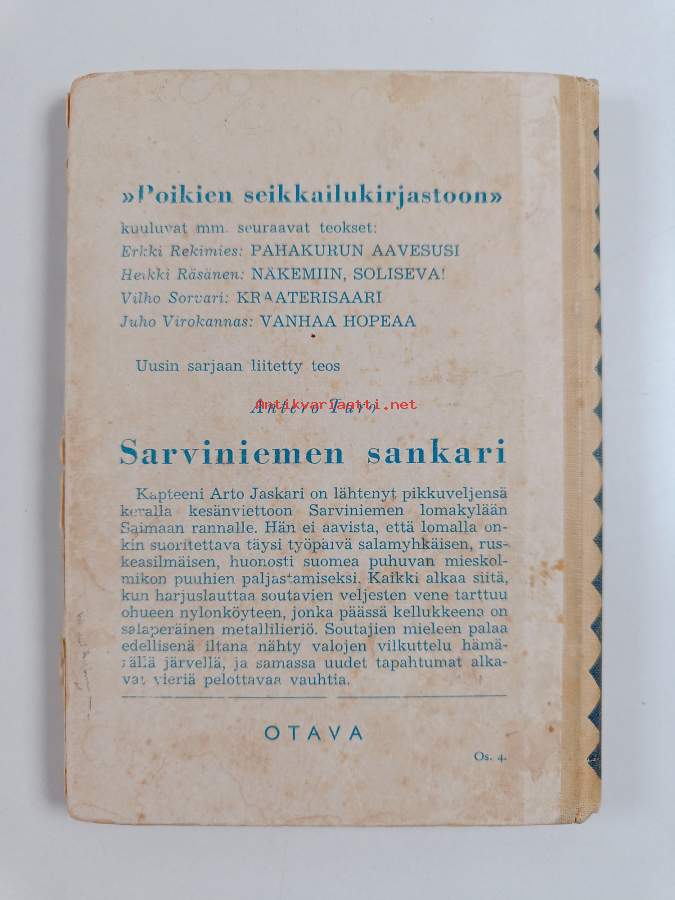 »Poikien seikkailukirjastoon»
kuuluvat mm. seuraavat teokset:
Erkki Rekimies: PAHAKURUN AAVESUSI
Heikki Räsänen: NÄKEMIIN, SOLISEVA!
Vilho Sorvari: KRAATERISAARI
Juho Virokannas: VANHAA HOPEAA
Uusin sarjaan liitetty teos
Antero
Antikvariaatti.net
Sarviniemen sankari
Kapteeni Arto Jaskari on lähtenyt pikkuveljensä
keralla kesänviettoon Sarviniemen lomakylään
Saimaan rannalle. Hän ei aavista, että lomalla on-
kin suoritettava täysi työpäivä salamyhkäisen, rus-
keasilmäisen, huonosti suomea puhuvan mieskol-
mikon puuhien paljastamiseksi. Kaikki alkaa siitä,
kun harjuslauttaa soutavien veljesten vene tarttuu
ohueen nylonköyteen, jonka päässä kellukkeena on
salaperäinen metallilieriö. Soutajien mieleen palaa
edellisenä iltana nähty valojen vilkuttelu hämä-
rällä järvellä, ja samassa uudet tapahtumat alka-
vat vieriä pelottavaa vauhtia.
OTAVA
Os. 4.